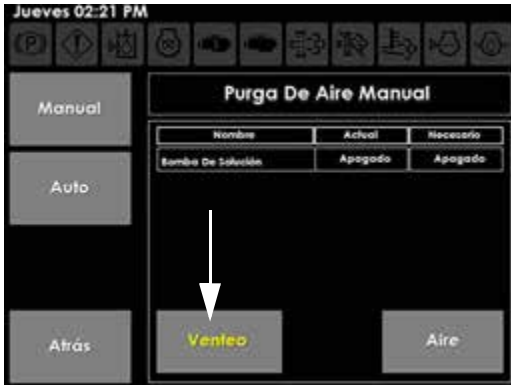 Jueves 02:21 PM
(P)
Manual
Purga De Aire Manual
Nombre Actual Necesario
Bomba De Solución Apagado Apagado
Auto
Atrás
Venteo
Aire